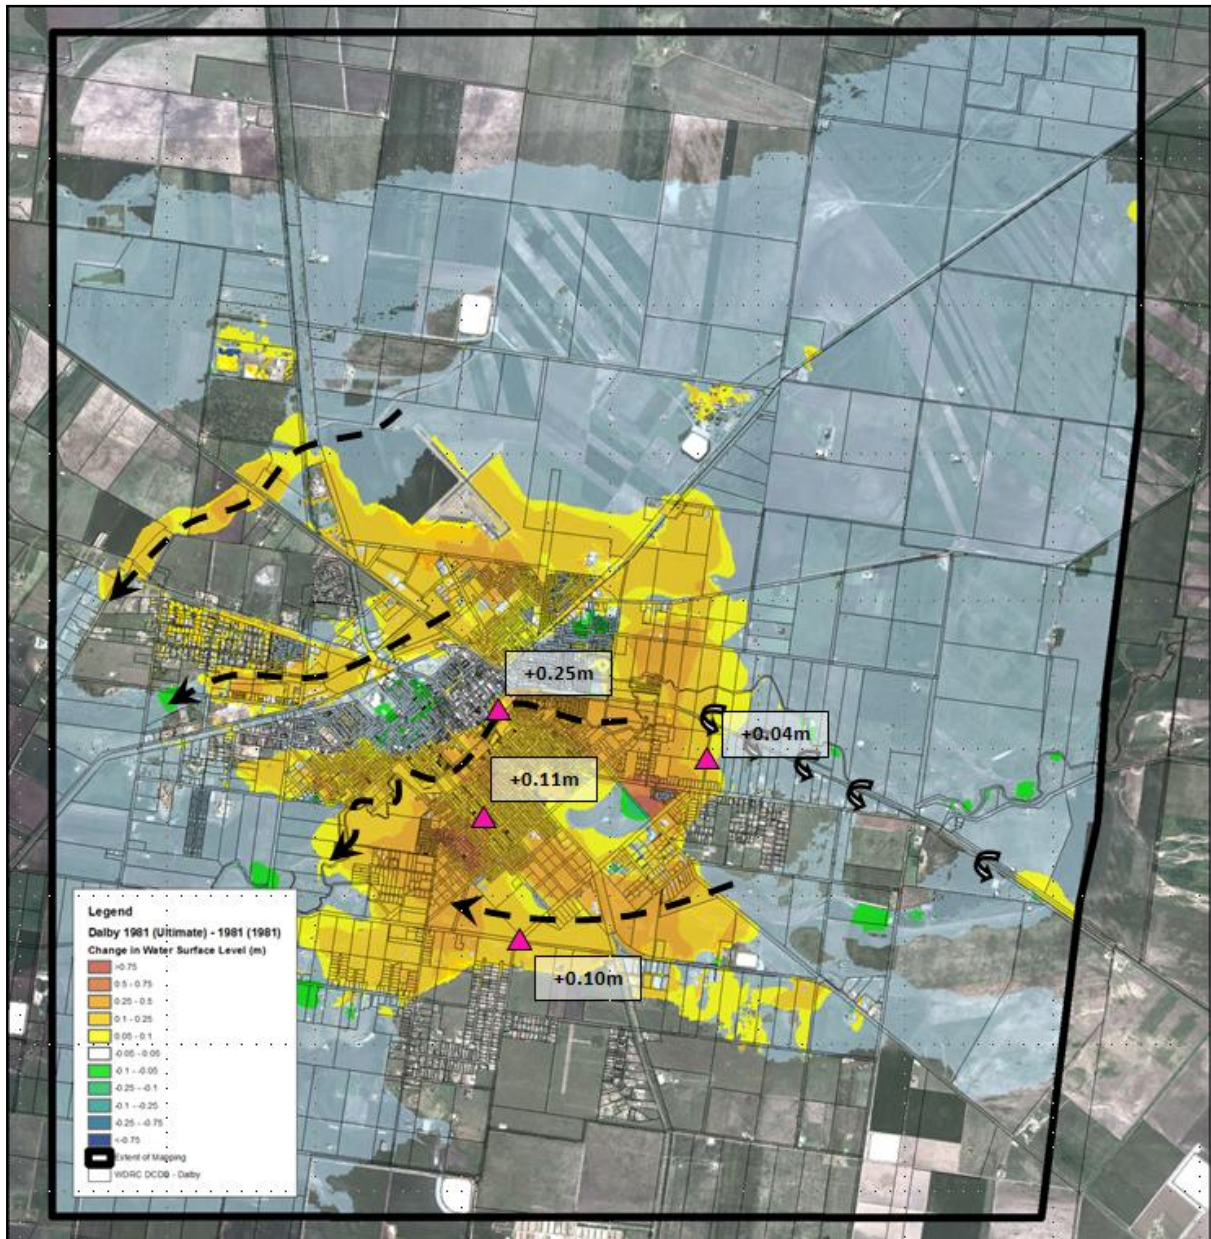 +0.25m
+0.04m
+0.11m
+0.10m
Legend
Dalby 1981 (Ultimate) - 1981 (1981)
Change in Water Surface Level (m)
>0.75
0.5 - 0.75
0.25 - 0.5
0.1 - 0.25
0.05 - 0.1
-0.05 - 0.05
-0.1 - -0.05
-0.25 - -0.1
-0.1 - -0.25
-0.25 - -0.75
<-0.75
Extent of Mapping
WDRC DCDB - Dalby